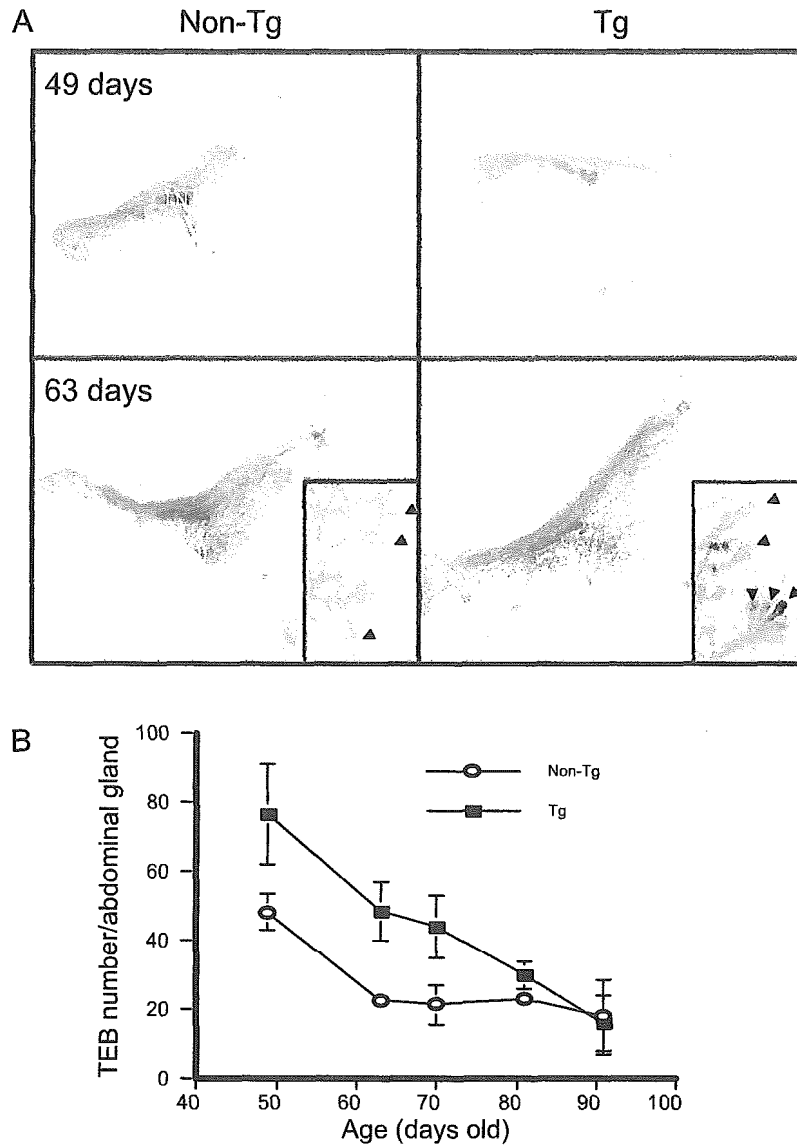 A
Non-Tg
Tg
49 days
63 days
B
TEB number/abdominal gland
100
80
60
40
20
0
Non-Tg
Tg
40 50 60 70 80 90 100
Age (days old)